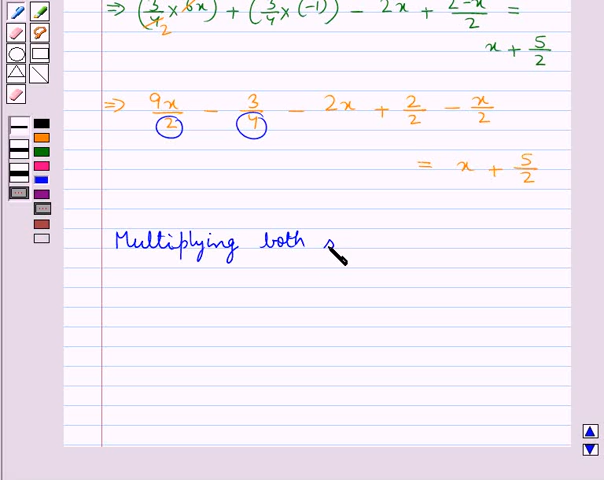 ⇒ (3/4 × 6x) + (3/4 × (-1)) - 2x + (2-x)/2 =
2
x + 5/2
⇒ 9x/2 - 3/4 - 2x + 2/2 - x/2
= x + 5/2
Multiplying both s